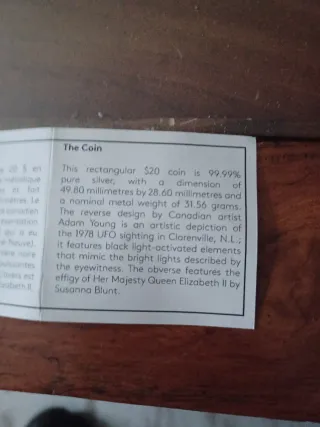 The Coin
This rectangular $20 coin is 99.99%
pure silver, with a dimension of
49.80 millimetres by 28.60 millimetres and
a nominal metal weight of 31.56 grams.
The reverse design by Canadian artist
Adam Young is an artistic depiction of
the 1978 UFO sighting in Clarenville, N.L.;
it features black light-activated elements
that mimic the bright lights described by
the eyewitness. The obverse features the
effigy of Her Majesty Queen Elizabeth II by
Susanna Blunt.
20 $ en